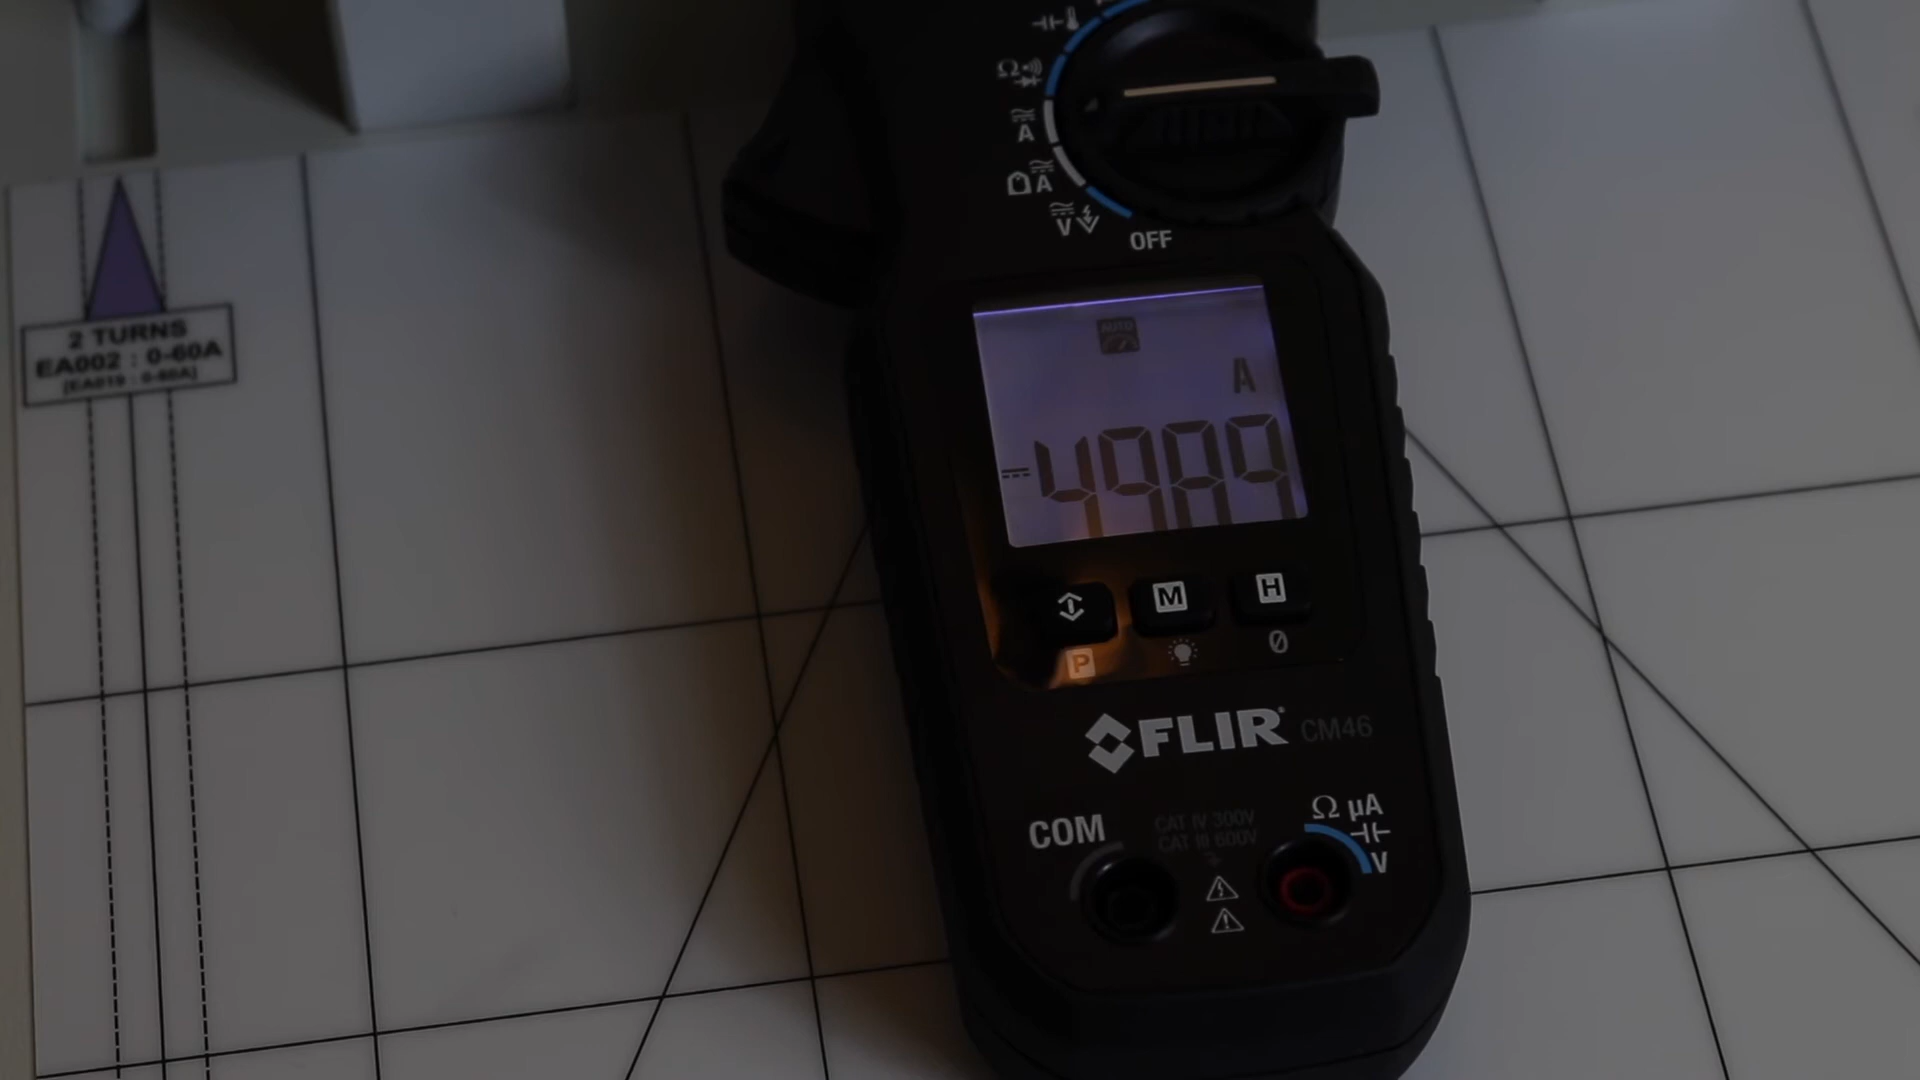 Ω
A
A
V
OFF
2 TURNS
EA002 : 0-60A
AUTO
A
4989
M
H
P
0
FLIR CM46
COM
CAT IV 300V
CAT III 600V
Ω µA
V